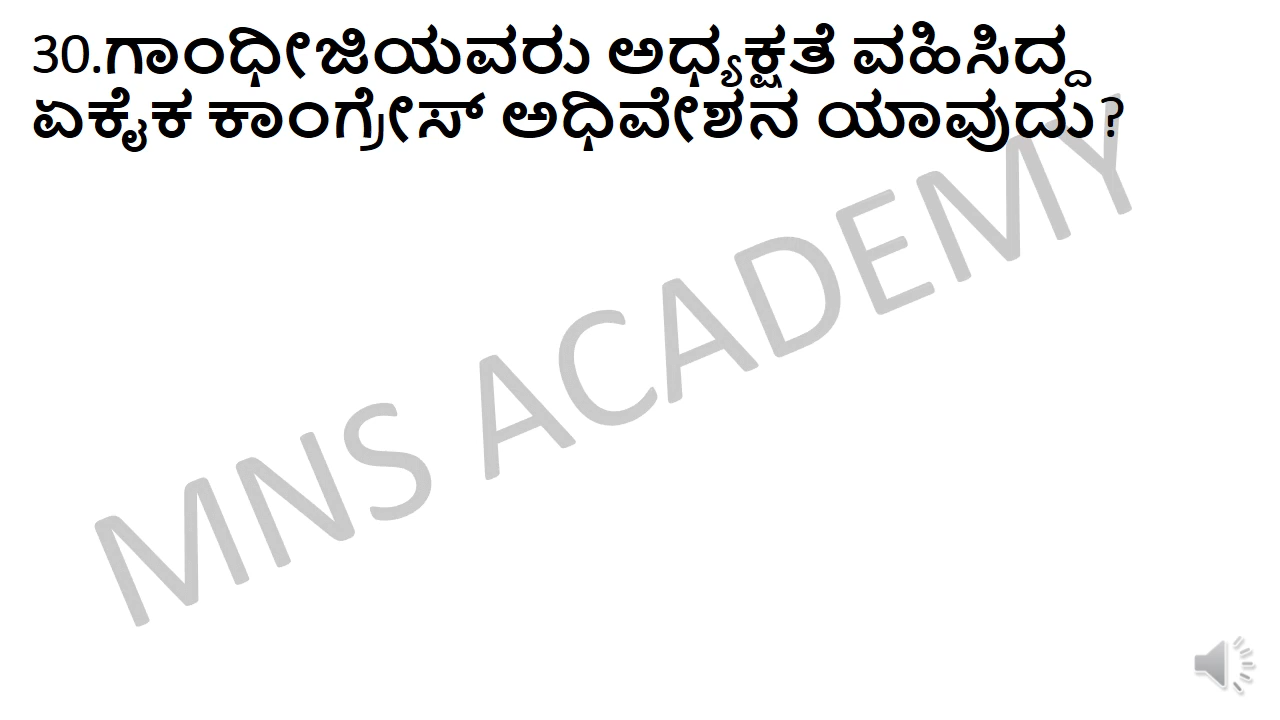 30.ಗಾಂಧೀಜಿಯವರು ಅಧ್ಯಕ್ಷತೆ ವಹಿಸಿದ್ದ
ಏಕೈಕ ಕಾಂಗ್ರೇಸ್ ಅಧಿವೇಶನ ಯಾವುದು?
MNS ACADEMY